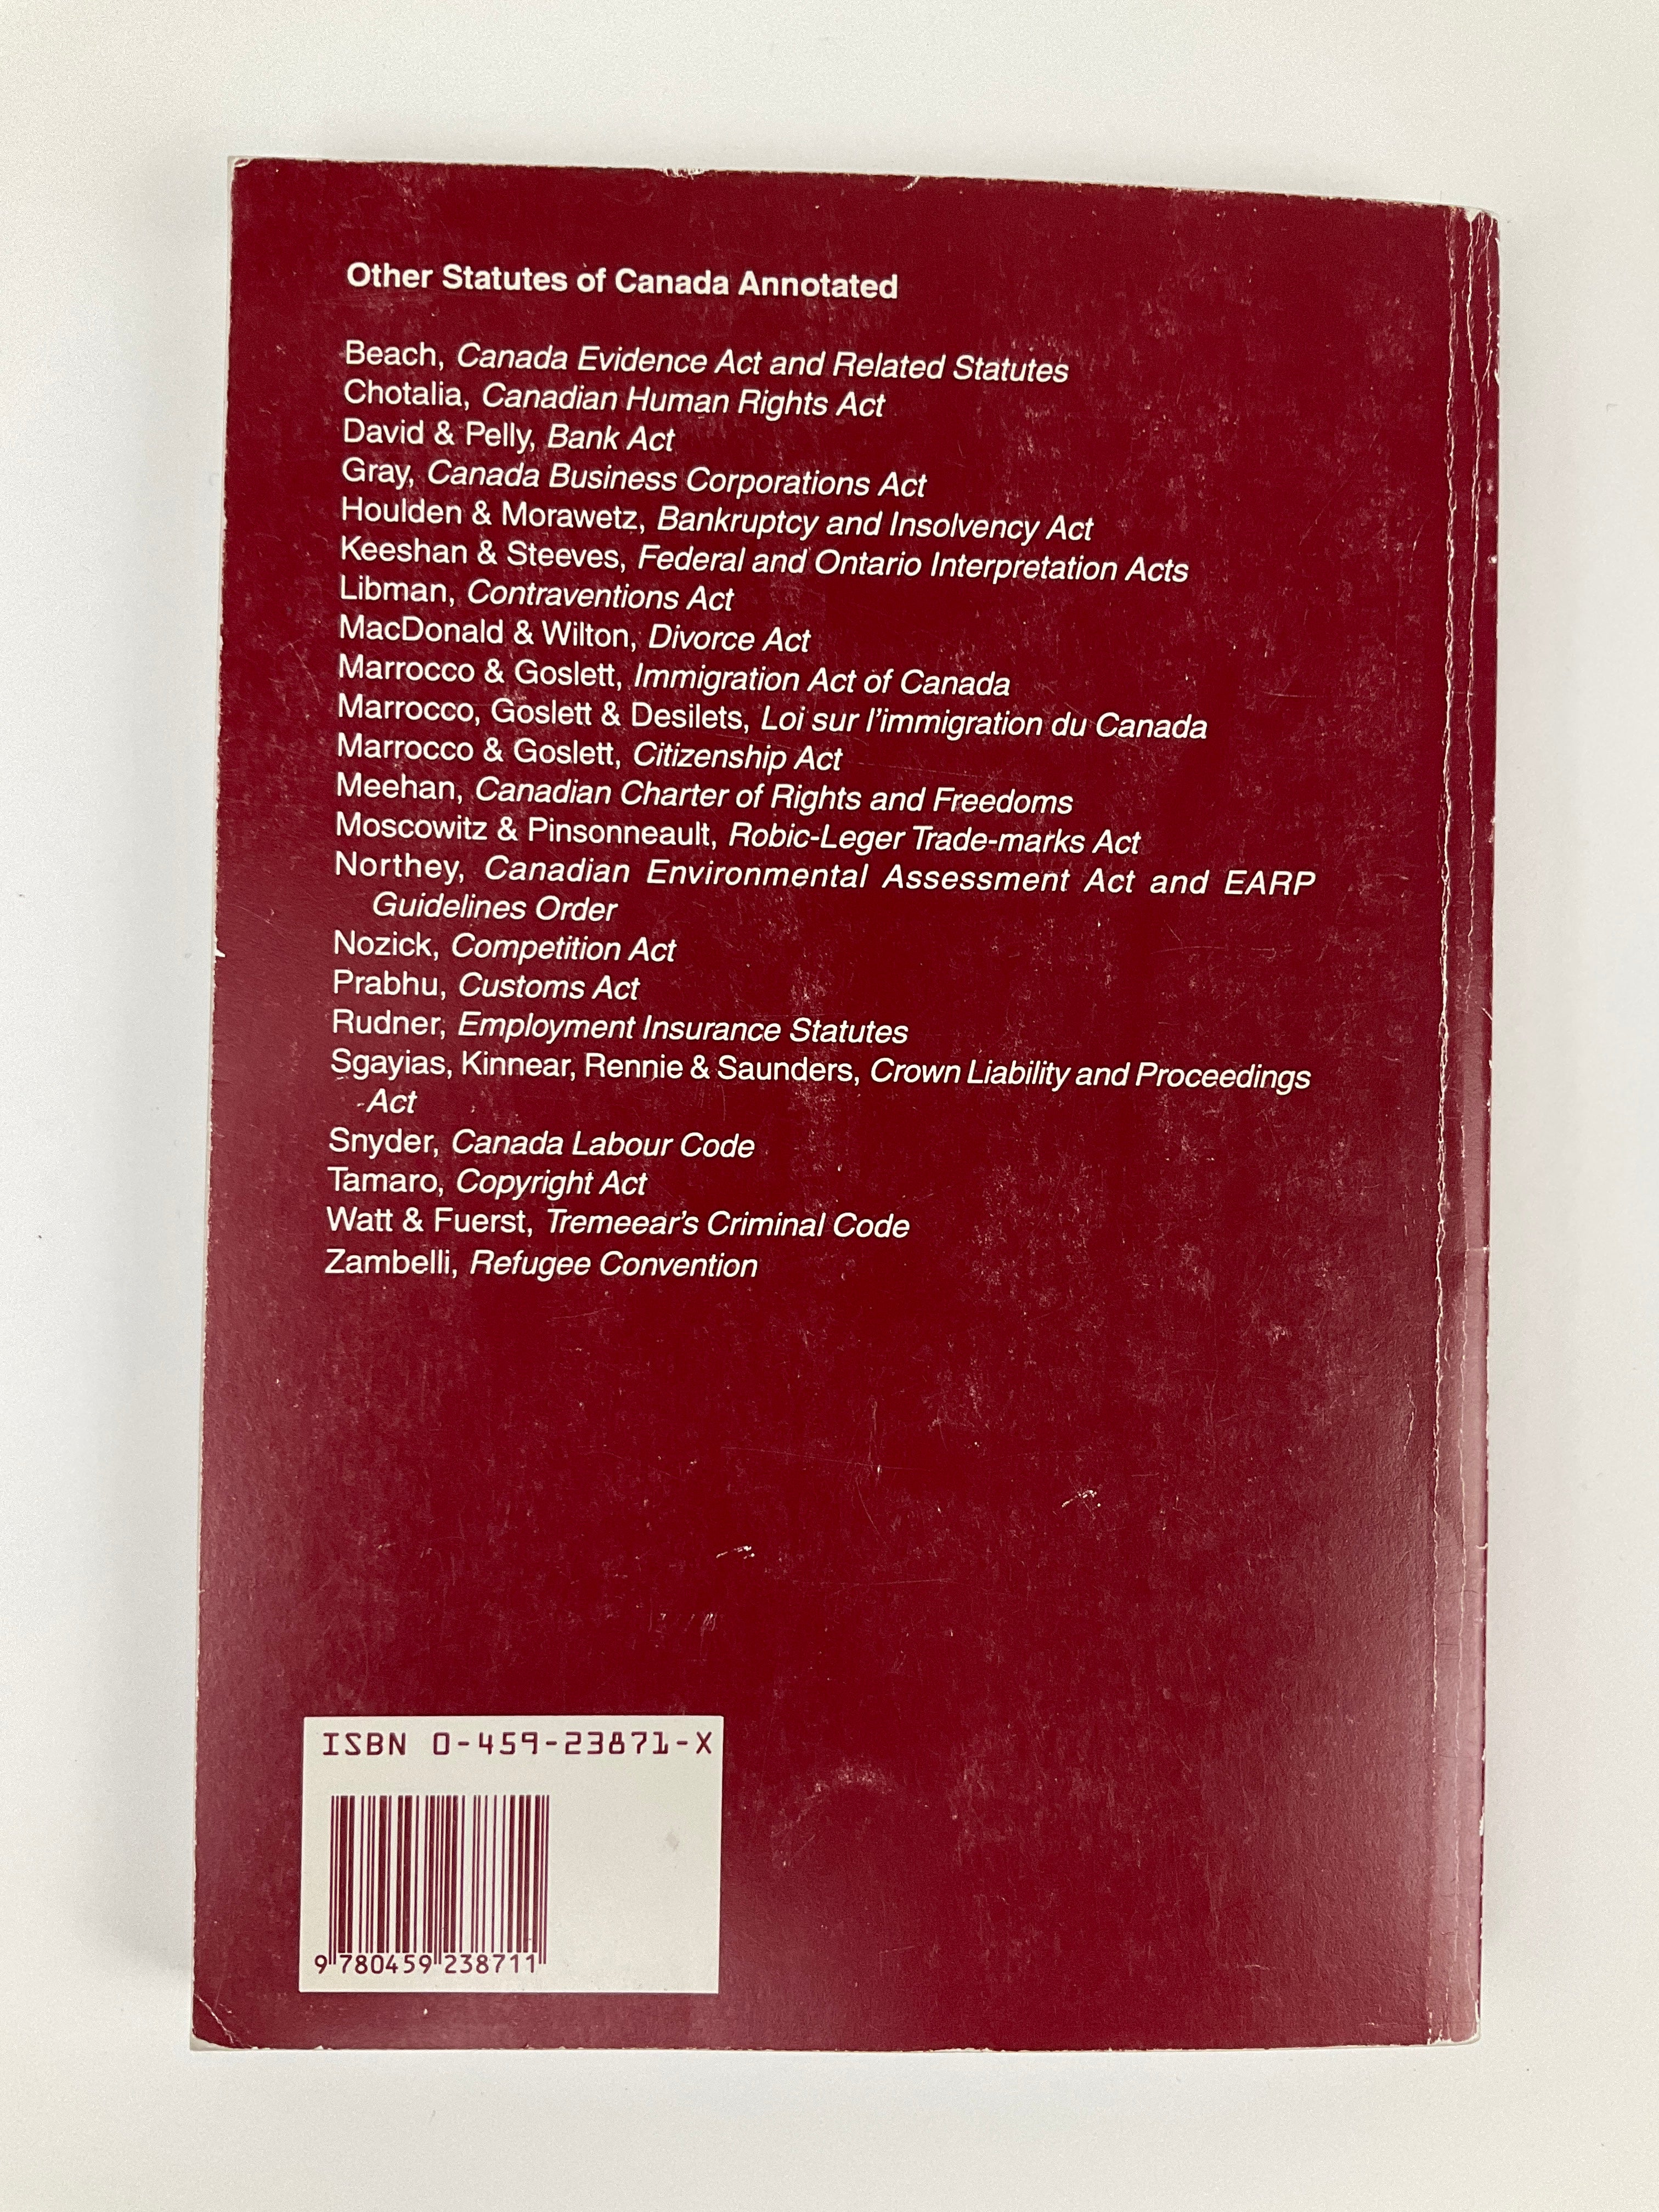 Other Statutes of Canada Annotated
Beach, Canada Evidence Act and Related Statutes
Chotalia, Canadian Human Rights Act
David & Pelly, Bank Act
Gray, Canada Business Corporations Act
Houlden & Morawetz, Bankruptcy and Insolvency Act
Keeshan & Steeves, Federal and Ontario Interpretation Acts
Libman, Contraventions Act
MacDonald & Wilton, Divorce Act
Marrocco & Goslett, Immigration Act of Canada
Marrocco, Goslett & Desilets, Loi sur l'immigration du Canada
Marrocco & Goslett, Citizenship Act
Meehan, Canadian Charter of Rights and Freedoms
Moscowitz & Pinsonneault, Robic-Leger Trade-marks Act
Northey, Canadian Environmental Assessment Act and EARP
Guidelines Order
Nozick, Competition Act
Prabhu, Customs Act
Rudner, Employment Insurance Statutes
Sgayias, Kinnear, Rennie & Saunders, Crown Liability and Proceedings
Act
Snyder, Canada Labour Code
Tamaro, Copyright Act
Watt & Fuerst, Tremeear's Criminal Code
Zambelli, Refugee Convention
ISBN 0-459-23871-X
9 780459 238711